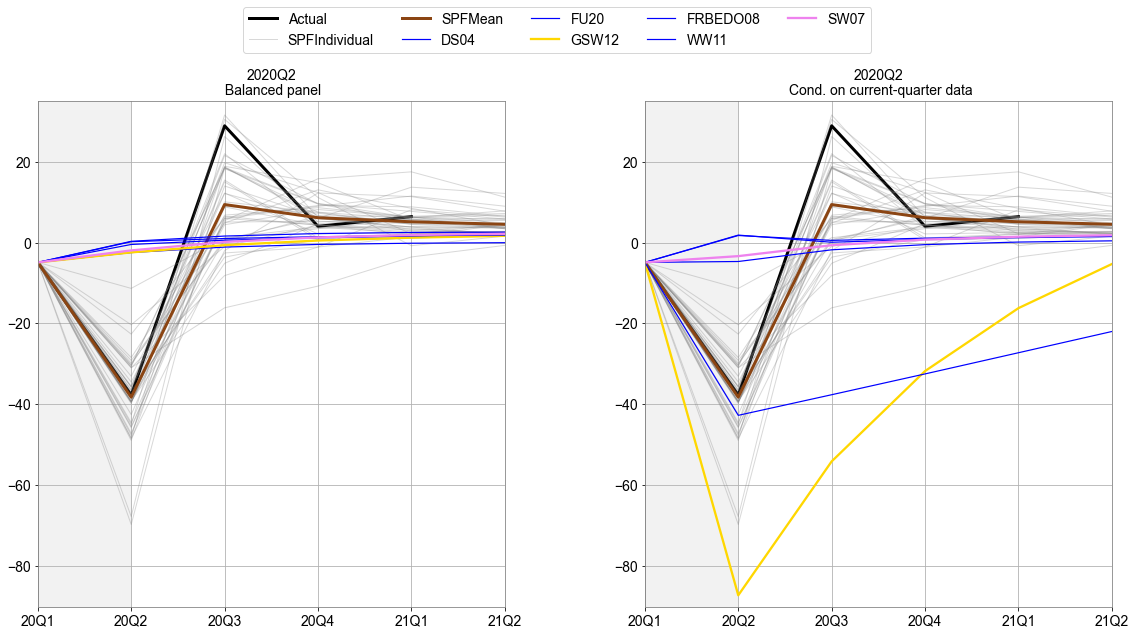 Actual SPFMean FU20 FRBEDO08 SW07
SPFIndividual DS04 GSW12 WW11
2020Q2
Balanced panel
20
0
−20
−40
−60
−80
20Q1 20Q2 20Q3 20Q4 21Q1 21Q2
2020Q2
Cond. on current-quarter data
20
0
−20
−40
−60
−80
20Q1 20Q2 20Q3 20Q4 21Q1 21Q2